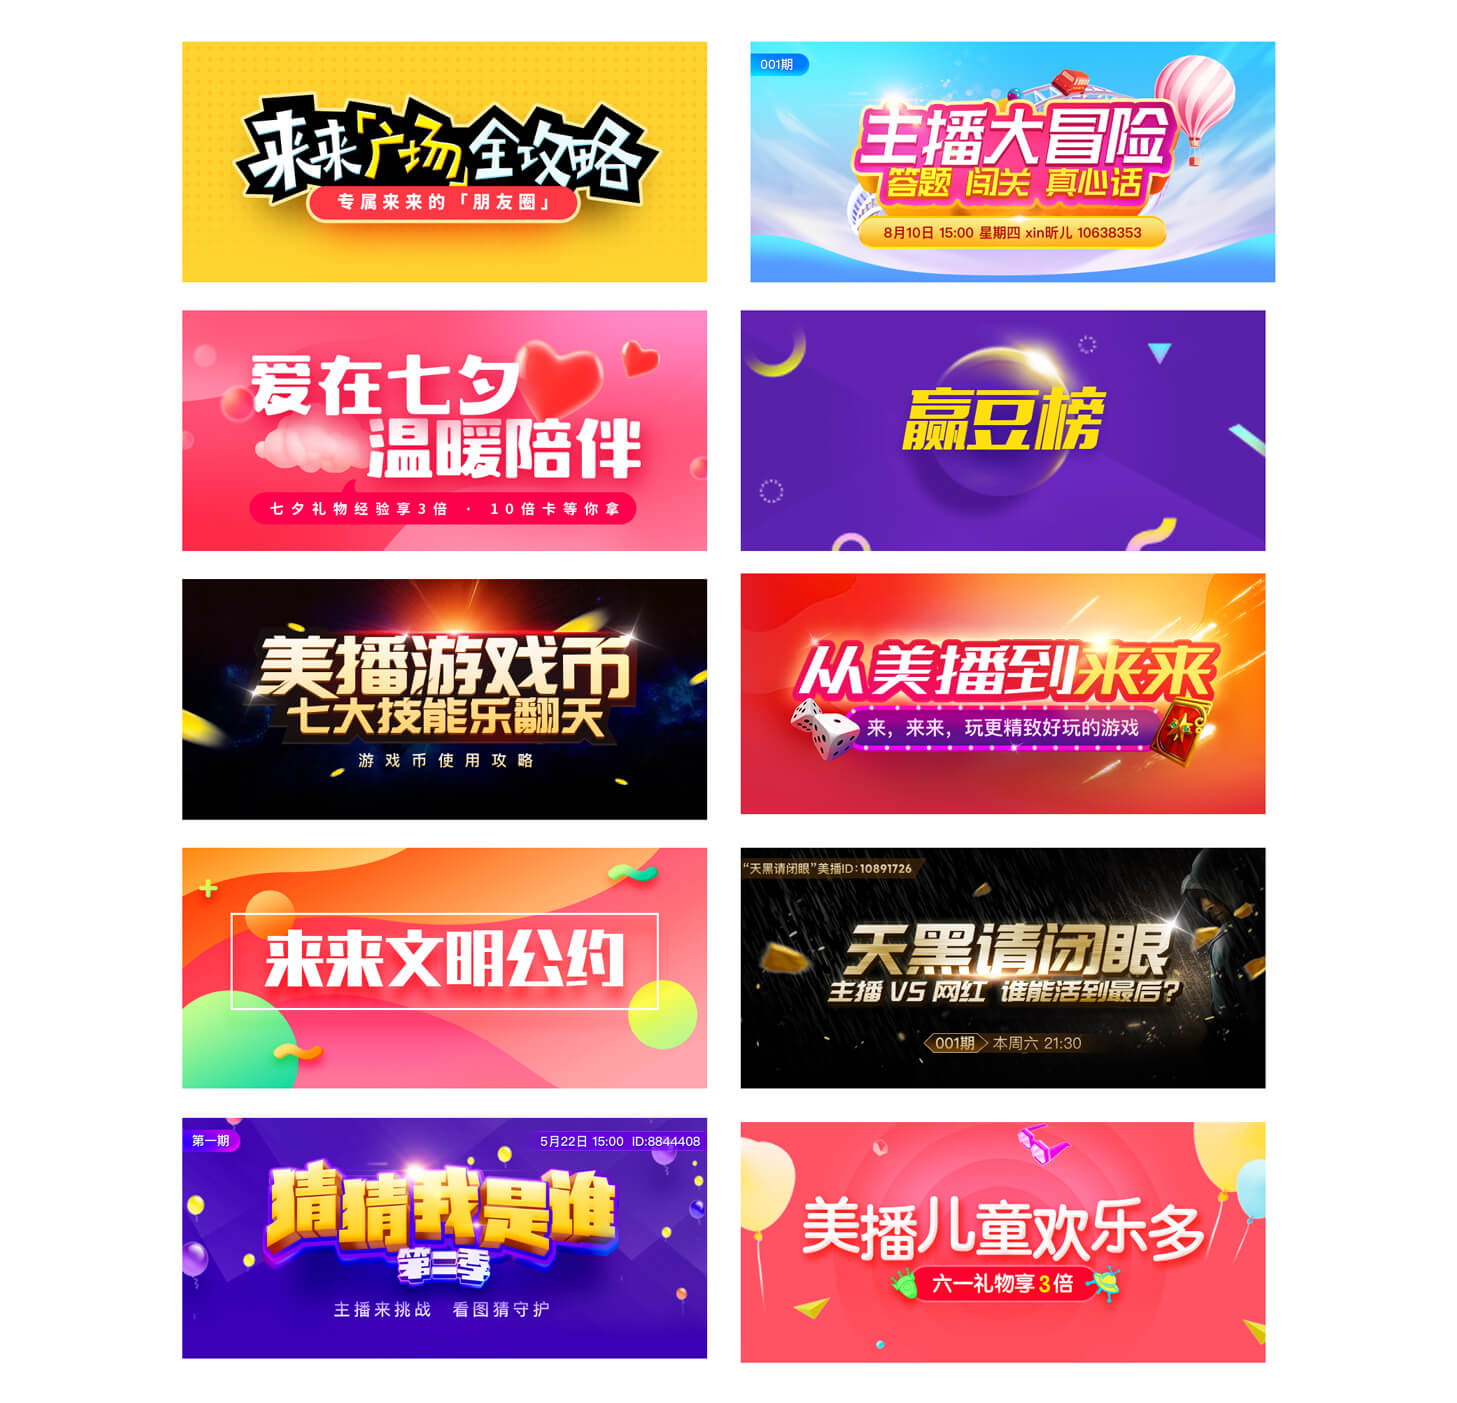 来来「广场」全攻略
专属来来的「朋友圈」
001期
主播大冒险
答题 闯关 真心话
8月10日 15:00 星期四 xin昕儿 10638353
爱在七夕
温暖陪伴
七夕礼物经验享3倍 · 10倍卡等你拿
赢豆榜
美播游戏币
七大技能乐翻天
游戏币使用攻略
从美播到来来
来，来来，玩更精致好玩的游戏
来来文明公约
“天黑请闭眼”美播ID:10891726
天黑请闭眼
主播 VS 网红 谁能活到最后?
001期 本周六 21:30
第一期
5月22日 15:00 ID:8844408
猜猜我是谁
第二季
主播来挑战 看图猜守护
美播儿童欢乐多
六一礼物享3倍